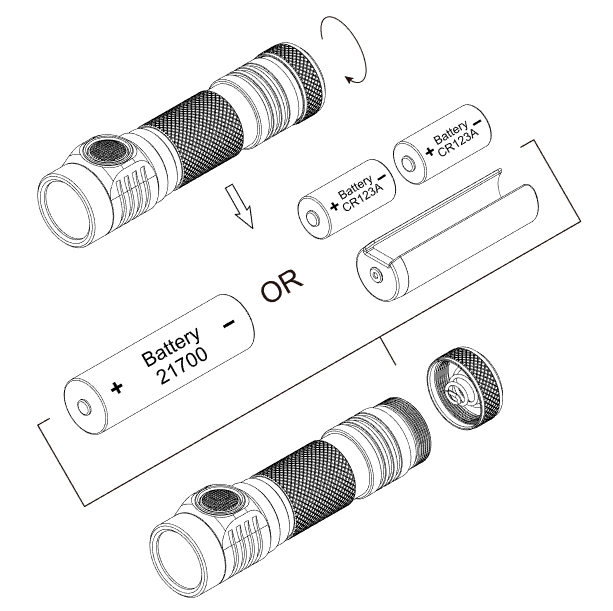 + Battery −
CR123A
+ Battery −
CR123A
OR
+ Battery −
21700